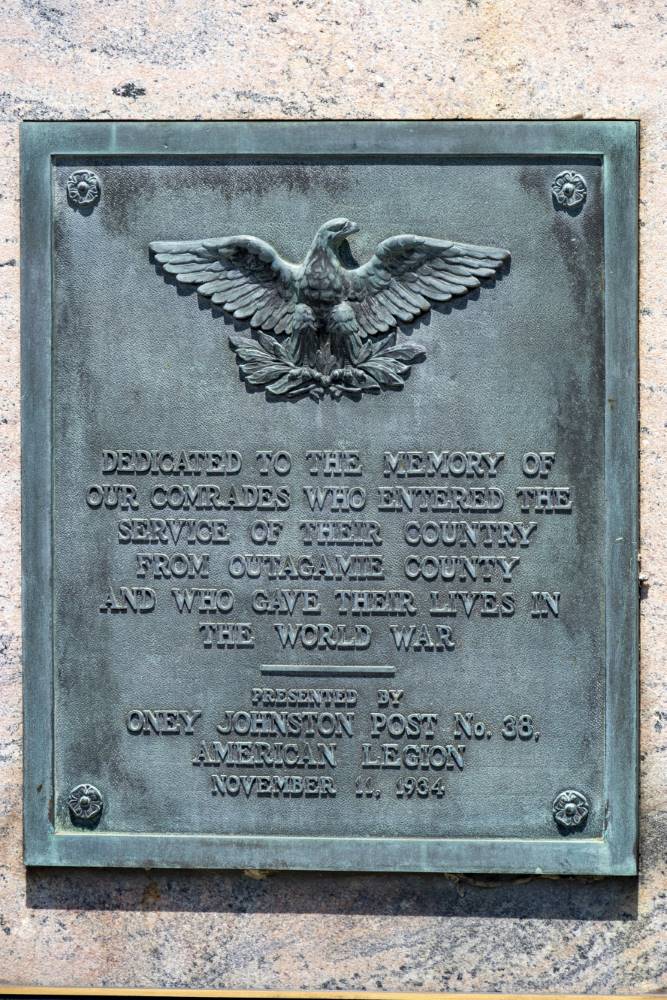 DEDICATED TO THE MEMORY OF
OUR COMRADES WHO ENTERED THE
SERVICE OF THEIR COUNTRY
FROM OUTAGAMIE COUNTY
AND WHO GAVE THEIR LIVES IN
THE WORLD WAR
PRESENTED BY
ONEY JOHNSTON POST No. 38,
AMERICAN LEGION
NOVEMBER 11, 1934